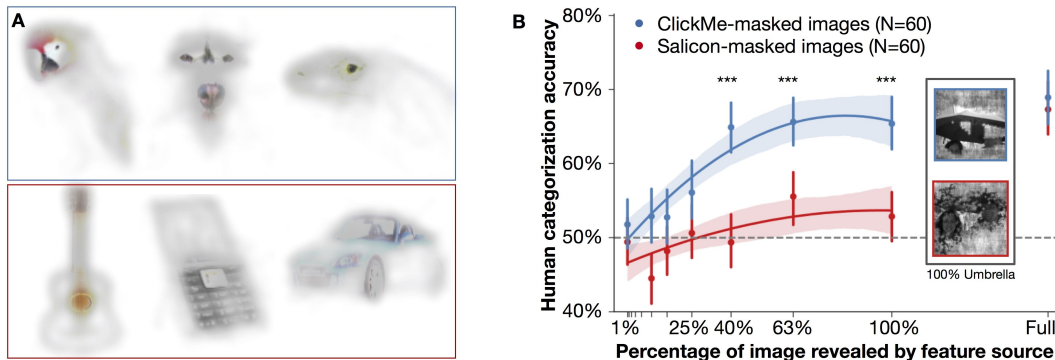 A
B
80%
70%
60%
50%
40%
Human categorization accuracy
ClickMe-masked images (N=60)
Salicon-masked images (N=60)
*** *** ***
100% Umbrella
1% 25% 40% 63% 100% Full
Percentage of image revealed by feature source